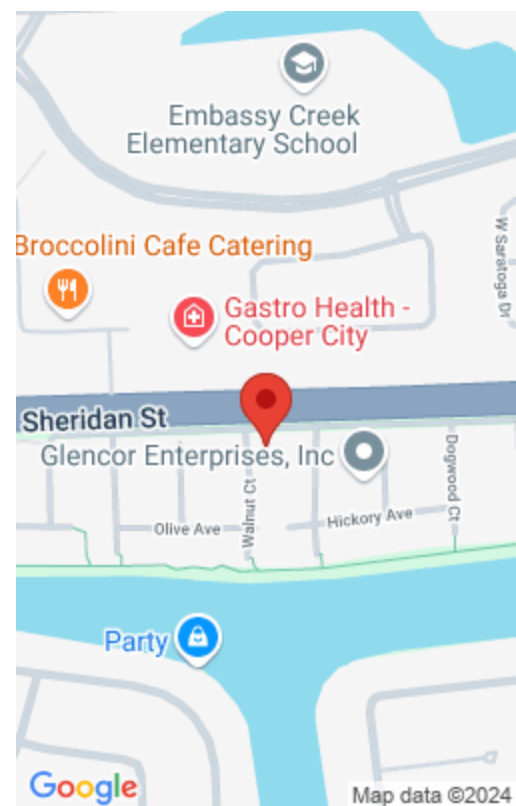 Embassy Creek
Elementary School
W Saratoga Dr
Broccolini Cafe Catering
Gastro Health -
Cooper City
Sheridan St
Glencor Enterprises, Inc
Walnut Ct
Dogwood Ct
Olive Ave
Hickory Ave
Party
Google
Map data ©2024